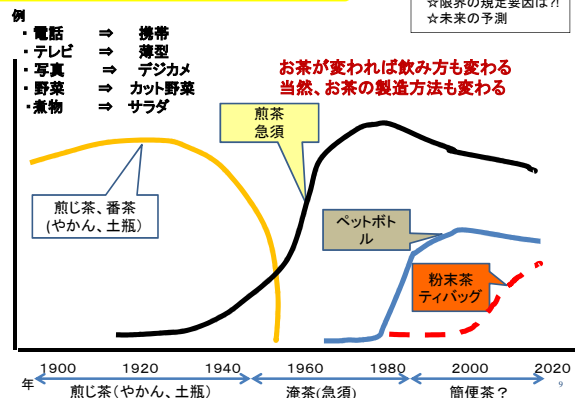 ☆限界の規定要因は?!
☆未来の予測
例
・電話 ⇒ 携帯
・テレビ ⇒ 薄型
・写真 ⇒ デジカメ
・野菜 ⇒ カット野菜
・煮物 ⇒ サラダ
お茶が変われば飲み方も変わる
当然、お茶の製造方法も変わる
煎茶
急須
煎じ茶、番茶
(やかん、土瓶)
ペットボト
ル
粉末茶
ティバッグ
1900 1920 1940 1960 1980 2000 2020
年
煎じ茶(やかん、土瓶) 淹茶(急須) 簡便茶?
9